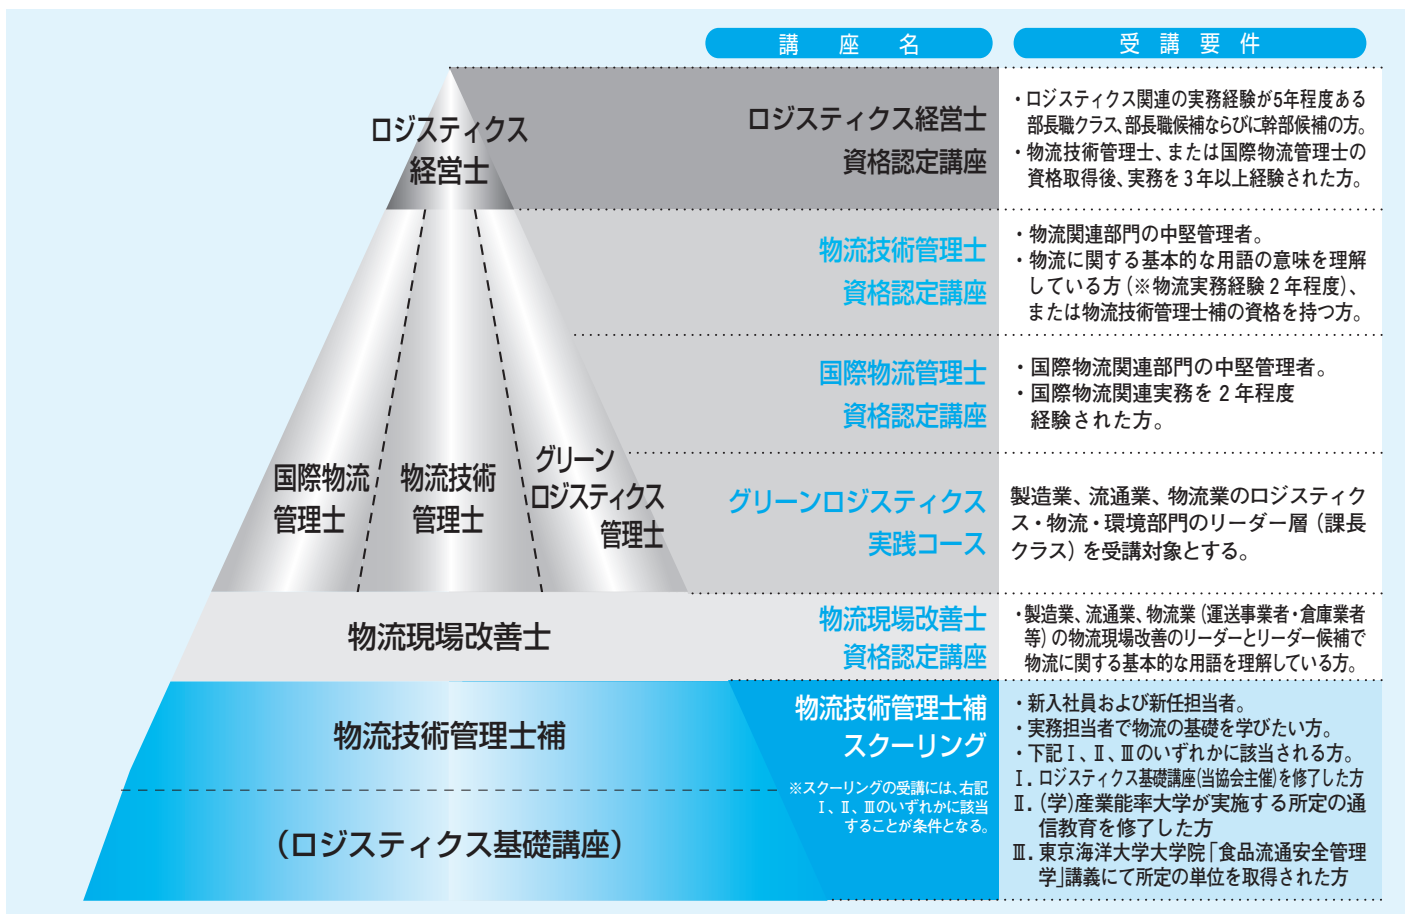 講座名
受講要件
ロジスティクス
経営士
ロジスティクス経営士
資格認定講座
・ロジスティクス関連の実務経験が5年程度ある
部長職クラス、部長職候補ならびに幹部候補の方。
・物流技術管理士、または国際物流管理士の
資格取得後、実務を3年以上経験された方。
物流技術管理士
資格認定講座
・物流関連部門の中堅管理者。
・物流に関する基本的な用語の意味を理解
している方(※物流実務経験2年程度)、
または物流技術管理士補の資格を持つ方。
国際物流管理士
資格認定講座
・国際物流関連部門の中堅管理者。
・国際物流関連実務を2年程度
経験された方。
国際物流
管理士
物流技術
管理士
グリーン
ロジスティクス
管理士
グリーンロジスティクス
実践コース
製造業、流通業、物流業のロジスティク
ス・物流・環境部門のリーダー層(課長
クラス)を受講対象とする。
物流現場改善士
物流現場改善士
資格認定講座
・製造業、流通業、物流業(運送事業者・倉庫業者
等)の物流現場改善のリーダーとリーダー候補で
物流に関する基本的な用語を理解している方。
物流技術管理士補
(ロジスティクス基礎講座)
物流技術管理士補
スクーリング
※スクーリングの受講には、右記
Ⅰ、Ⅱ、Ⅲのいずれかに該当
することが条件となる。
・新入社員および新任担当者。
・実務担当者で物流の基礎を学びたい方。
・下記Ⅰ、Ⅱ、Ⅲのいずれかに該当される方。
Ⅰ.ロジスティクス基礎講座(当協会主催)を修了した方
Ⅱ.(学)産業能率大学が実施する所定の通
信教育を修了した方
Ⅲ.東京海洋大学大学院「食品流通安全管理
学」講義にて所定の単位を取得された方